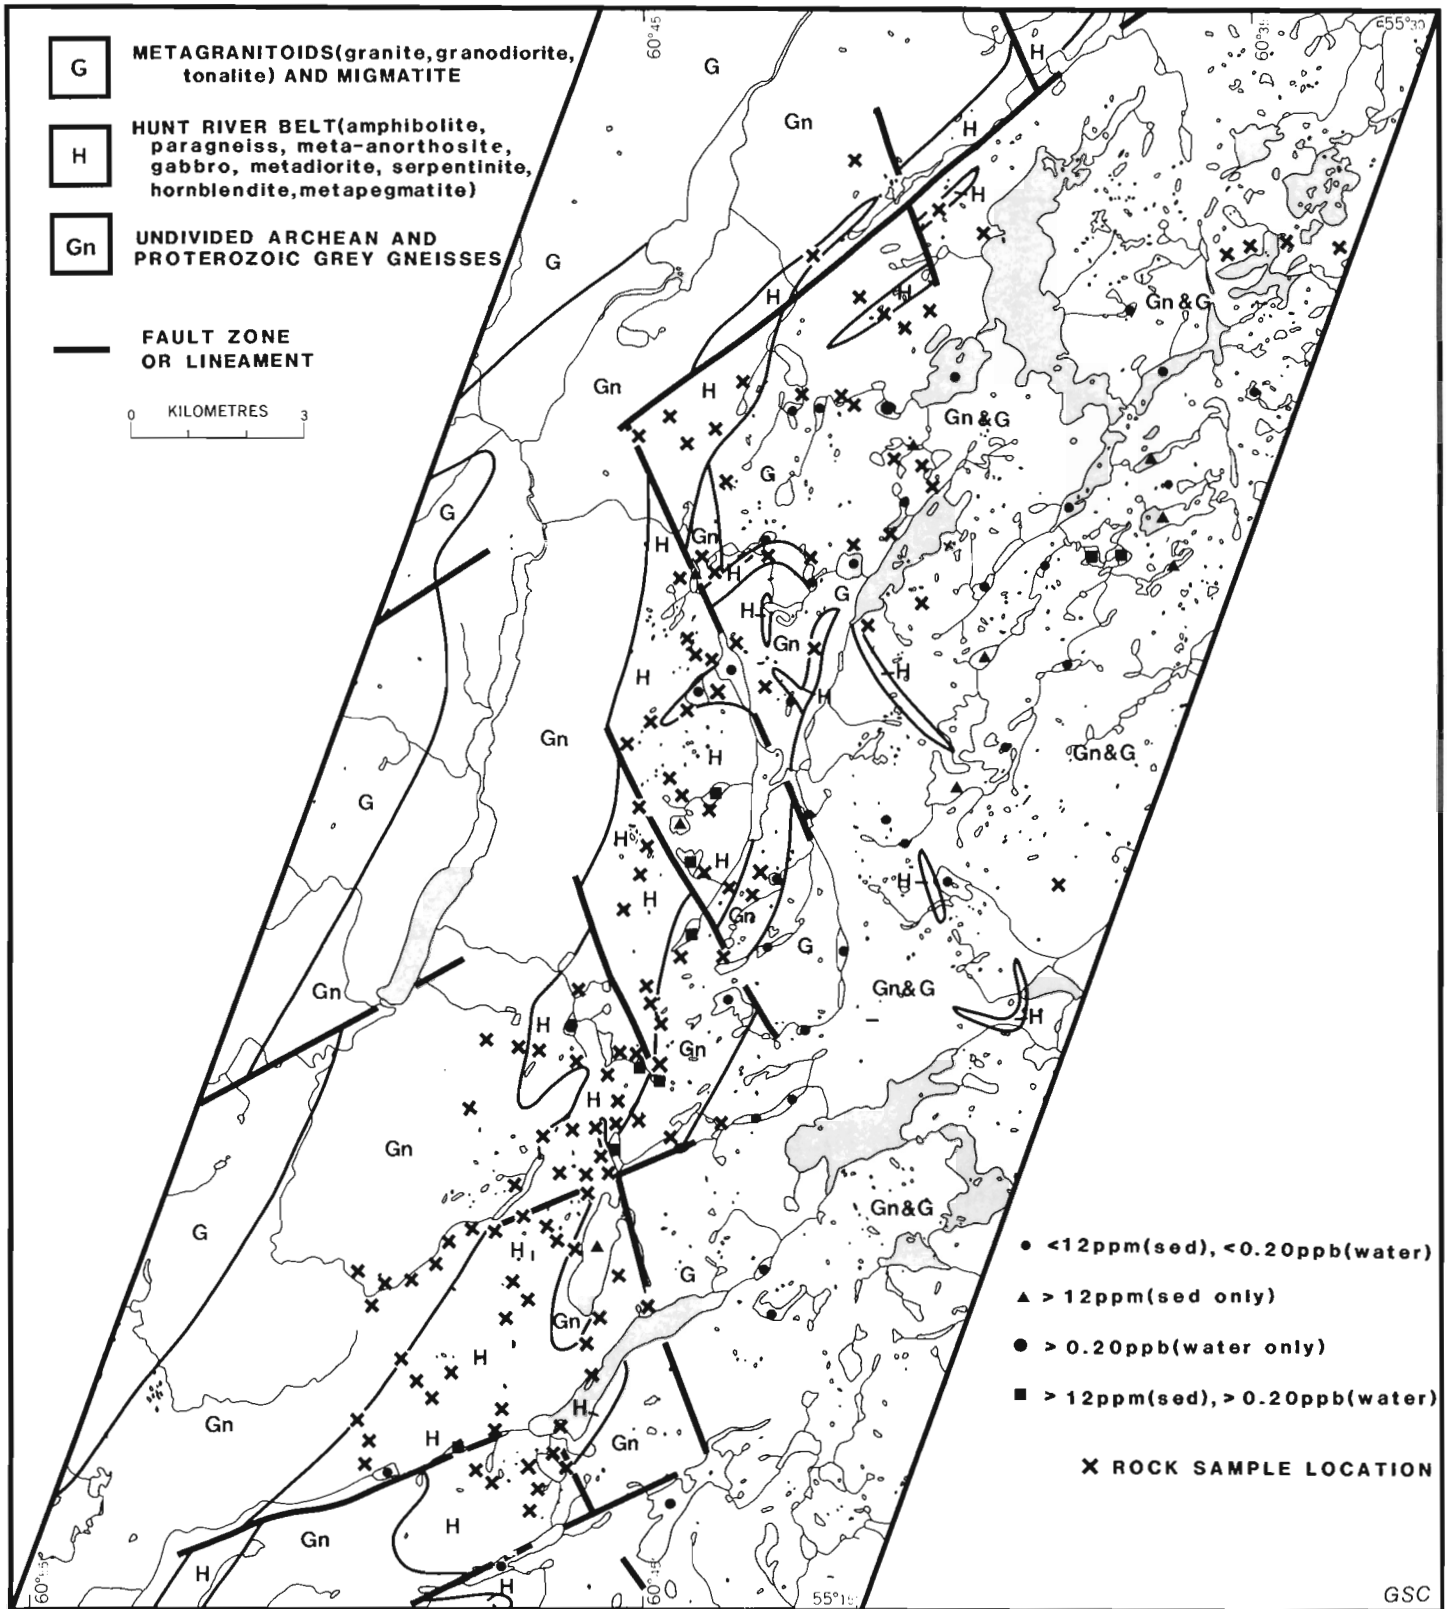 G
METAGRANITOIDS(granite,granodiorite,
tonalite) AND MIGMATITE
H
HUNT RIVER BELT(amphibolite,
paragneiss, meta-anorthosite,
gabbro, metadiorite, serpentinite,
hornblendite,metapegmatite)
Gn
UNDIVIDED ARCHEAN AND
PROTEROZOIC GREY GNEISSES
FAULT ZONE
OR LINEAMENT
0 KILOMETRES 3
60°45'
55°30'
G
H
Gn
H
H
G
H
H
Gn&G
Gn
H
Gn&G
G
G
Gn
H
H
G
H
Gn
H
H
H
Gn
H
Gn&G
G
H
H
H
H
Gn
G
Gn
Gn&G
H
H
Gn
H
Gn
G
Gn&G
H
G
Gn
H
H
Gn
H
Gn
H
Gn
H
H
<12ppm(sed), <0.20ppb(water)
>12ppm(sed only)
>0.20ppb(water only)
>12ppm(sed), >0.20ppb(water)
ROCK SAMPLE LOCATION
60°55'
60°45'
GSC